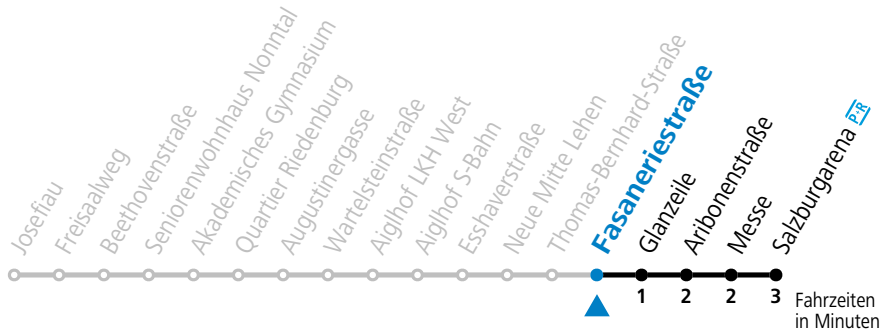 Josefiau
Freisaalweg
Beethovenstraße
Seniorenwohnhaus Nonntal
Akademisches Gymnasium
Quartier Riedenburg
Augustinergasse
Wartelsteinstraße
Aiglhof LKH West
Aiglhof S-Bahn
Esshaverstraße
Neue Mitte Lehen
Thomas-Bernhard-Straße
Fasaneriestraße
Glanzeile
Aribonenstraße
Messe
Salzburgarena P+R
1 2 2 3
Fahrzeiten
in Minuten